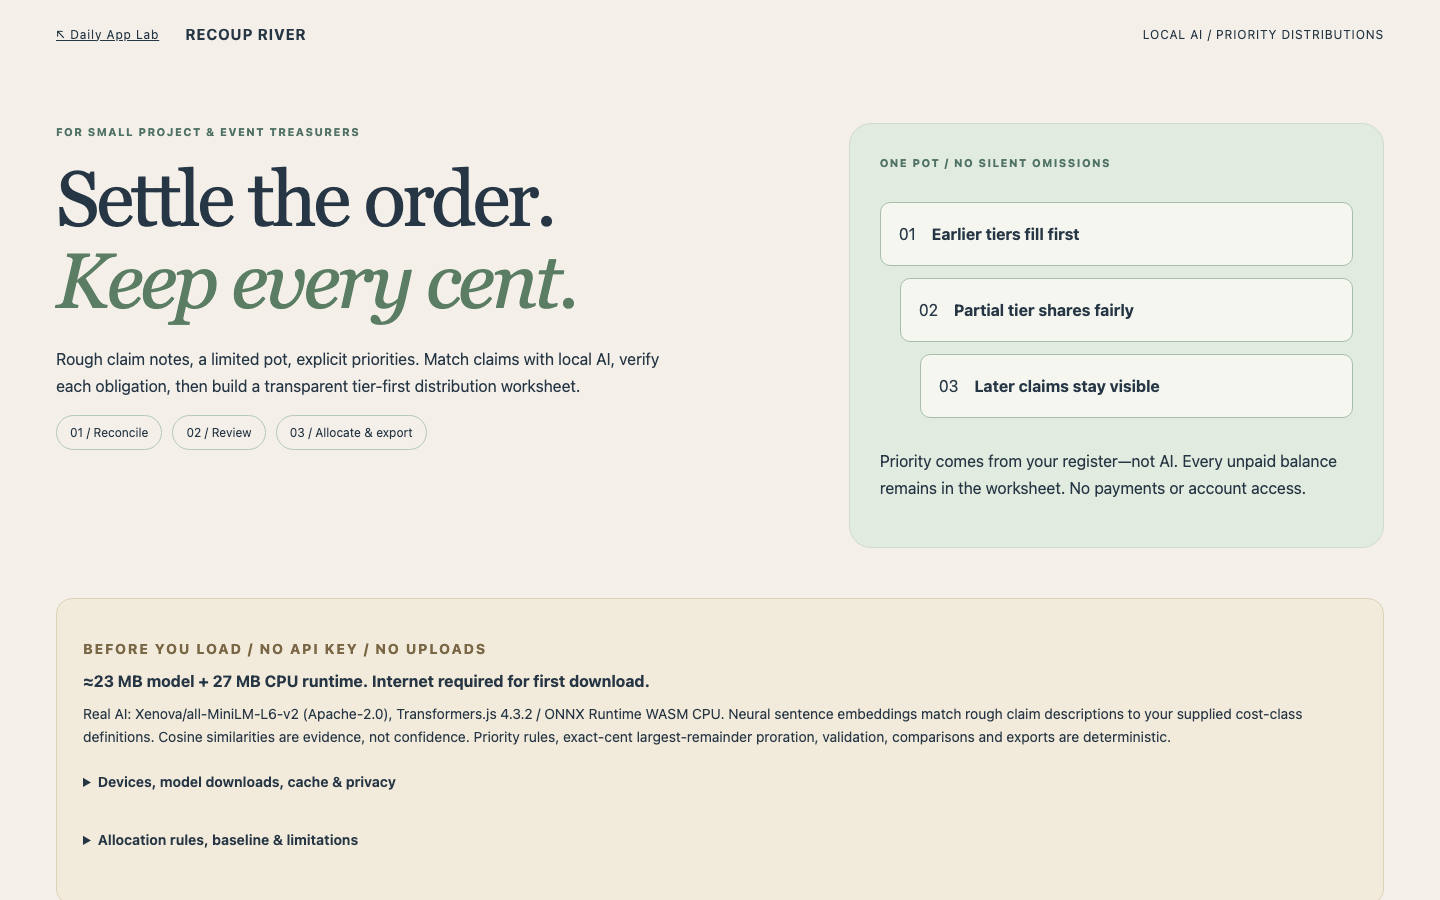 ↖ Daily App Lab
RECOUP RIVER
LOCAL AI / PRIORITY DISTRIBUTIONS
FOR SMALL PROJECT & EVENT TREASURERS
Settle the order.
Keep every cent.
Rough claim notes, a limited pot, explicit priorities. Match claims with local AI, verify
each obligation, then build a transparent tier-first distribution worksheet.
01 / Reconcile
02 / Review
03 / Allocate & export
ONE POT / NO SILENT OMISSIONS
01 Earlier tiers fill first
02 Partial tier shares fairly
03 Later claims stay visible
Priority comes from your register—not AI. Every unpaid balance
remains in the worksheet. No payments or account access.
BEFORE YOU LOAD / NO API KEY / NO UPLOADS
≈23 MB model + 27 MB CPU runtime. Internet required for first download.
Real AI: Xenova/all-MiniLM-L6-v2 (Apache-2.0), Transformers.js 4.3.2 / ONNX Runtime WASM CPU. Neural sentence embeddings match rough claim descriptions to your supplied cost-class
definitions. Cosine similarities are evidence, not confidence. Priority rules, exact-cent largest-remainder proration, validation, comparisons and exports are deterministic.
▶ Devices, model downloads, cache & privacy
▶ Allocation rules, baseline & limitations